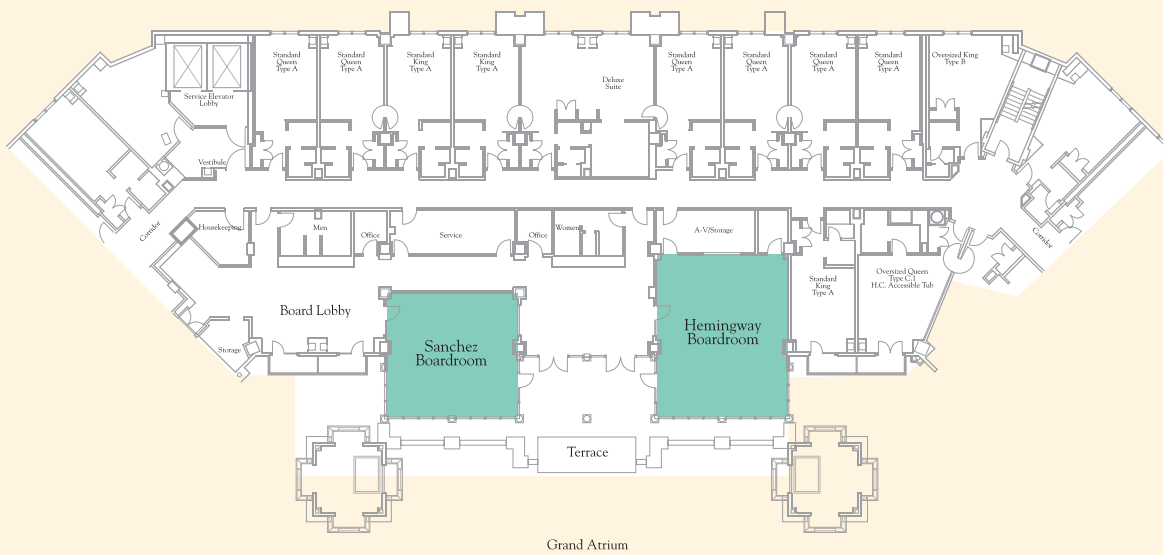 Standard
Queen
Type A
Standard
Queen
Type A
Standard
King
Type A
Standard
King
Type A
Deluxe
Suite
Standard
Queen
Type A
Standard
Queen
Type A
Standard
Queen
Type A
Standard
Queen
Type A
Oversized King
Type B
Service Elevator
Lobby
Vestibule
Corridor
Housekeeping
Men
Office
Service
Office
Women
A-V/Storage
Corridor
Standard
King
Type A
Oversized Queen
Type C.1
H.C. Accessible Tub
Board Lobby
Storage
Sanchez
Boardroom
Hemingway
Boardroom
Terrace
Grand Atrium